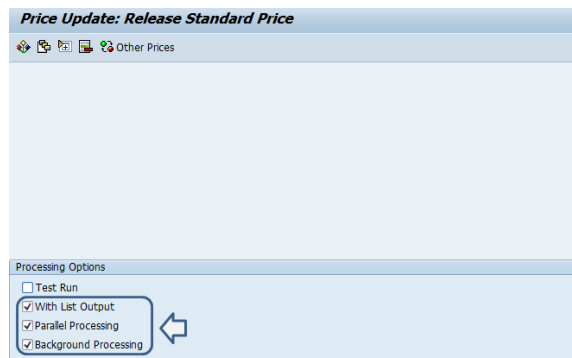 Price Update: Release Standard Price
Other Prices
Processing Options
Test Run
With List Output
Parallel Processing
Background Processing